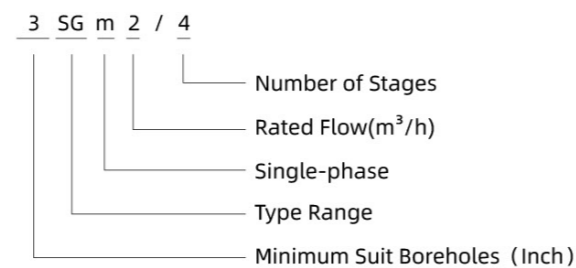 3 SG m 2 / 4
Number of Stages
Rated Flow(m³/h)
Single-phase
Type Range
Minimum Suit Boreholes（Inch）